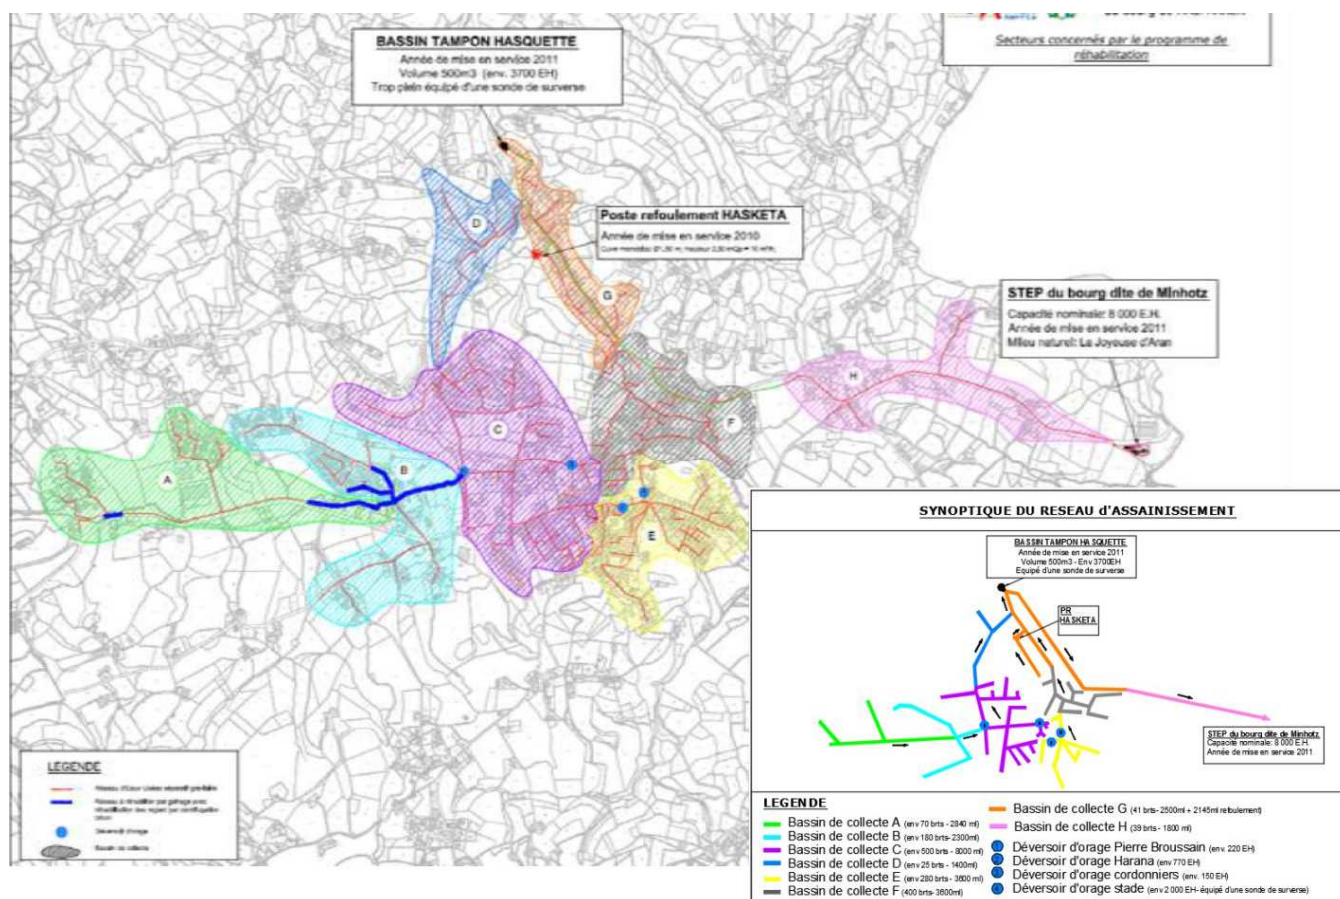 Secteurs concernés par le programme de
réhabilitation
BASSIN TAMPON HASQUETTE
Année de mise en service 2011
Volume 500m3 (env. 3700 EH)
Trop plein équipé d'une sonde de surverse
D
Poste refoulement HASKETA
Année de mise en service 2010
G
STEP du bourg dite de Minhotz
Capacité nominale: 8 000 E.H.
Année de mise en service 2011
Milieu naturel: La Joyeuse d'Aran
H
C
F
B
A
E
LEGENDE
Déversoir d'orage
Bassin de collecte
SYNOPTIQUE DU RESEAU d'ASSAINISSEMENT
BASSIN TAMPON HASQUETTE
Année de mise en service 2011
Volume 500m3 - Env 3700EH
Equipé d'une sonde de surverse
PR
HASKETA
STEP du bourg dite de Minhotz
Capacité nominale: 8 000 E.H.
Année de mise en service 2011
LEGENDE
Bassin de collecte A (env 70 brts - 2840 ml)
Bassin de collecte B (env 180 brts - 2300ml)
Bassin de collecte C (env 500 brts - 8000 ml)
Bassin de collecte D (env 25 brts - 1400ml)
Bassin de collecte E (env 280 brts - 3600 ml)
Bassin de collecte F (400 brts- 3600ml)
Bassin de collecte G (41 brts - 2500ml + 2145ml refoulement)
Bassin de collecte H (39 brts - 1800 ml)
1 Déversoir d'orage Pierre Broussain (env. 220 EH)
2 Déversoir d'orage Harana (env 770 EH)
3 Déversoir d'orage cordonniers (env. 150 EH)
4 Déversoir d'orage stade (env 2 000 EH- équipé d'une sonde de surverse)